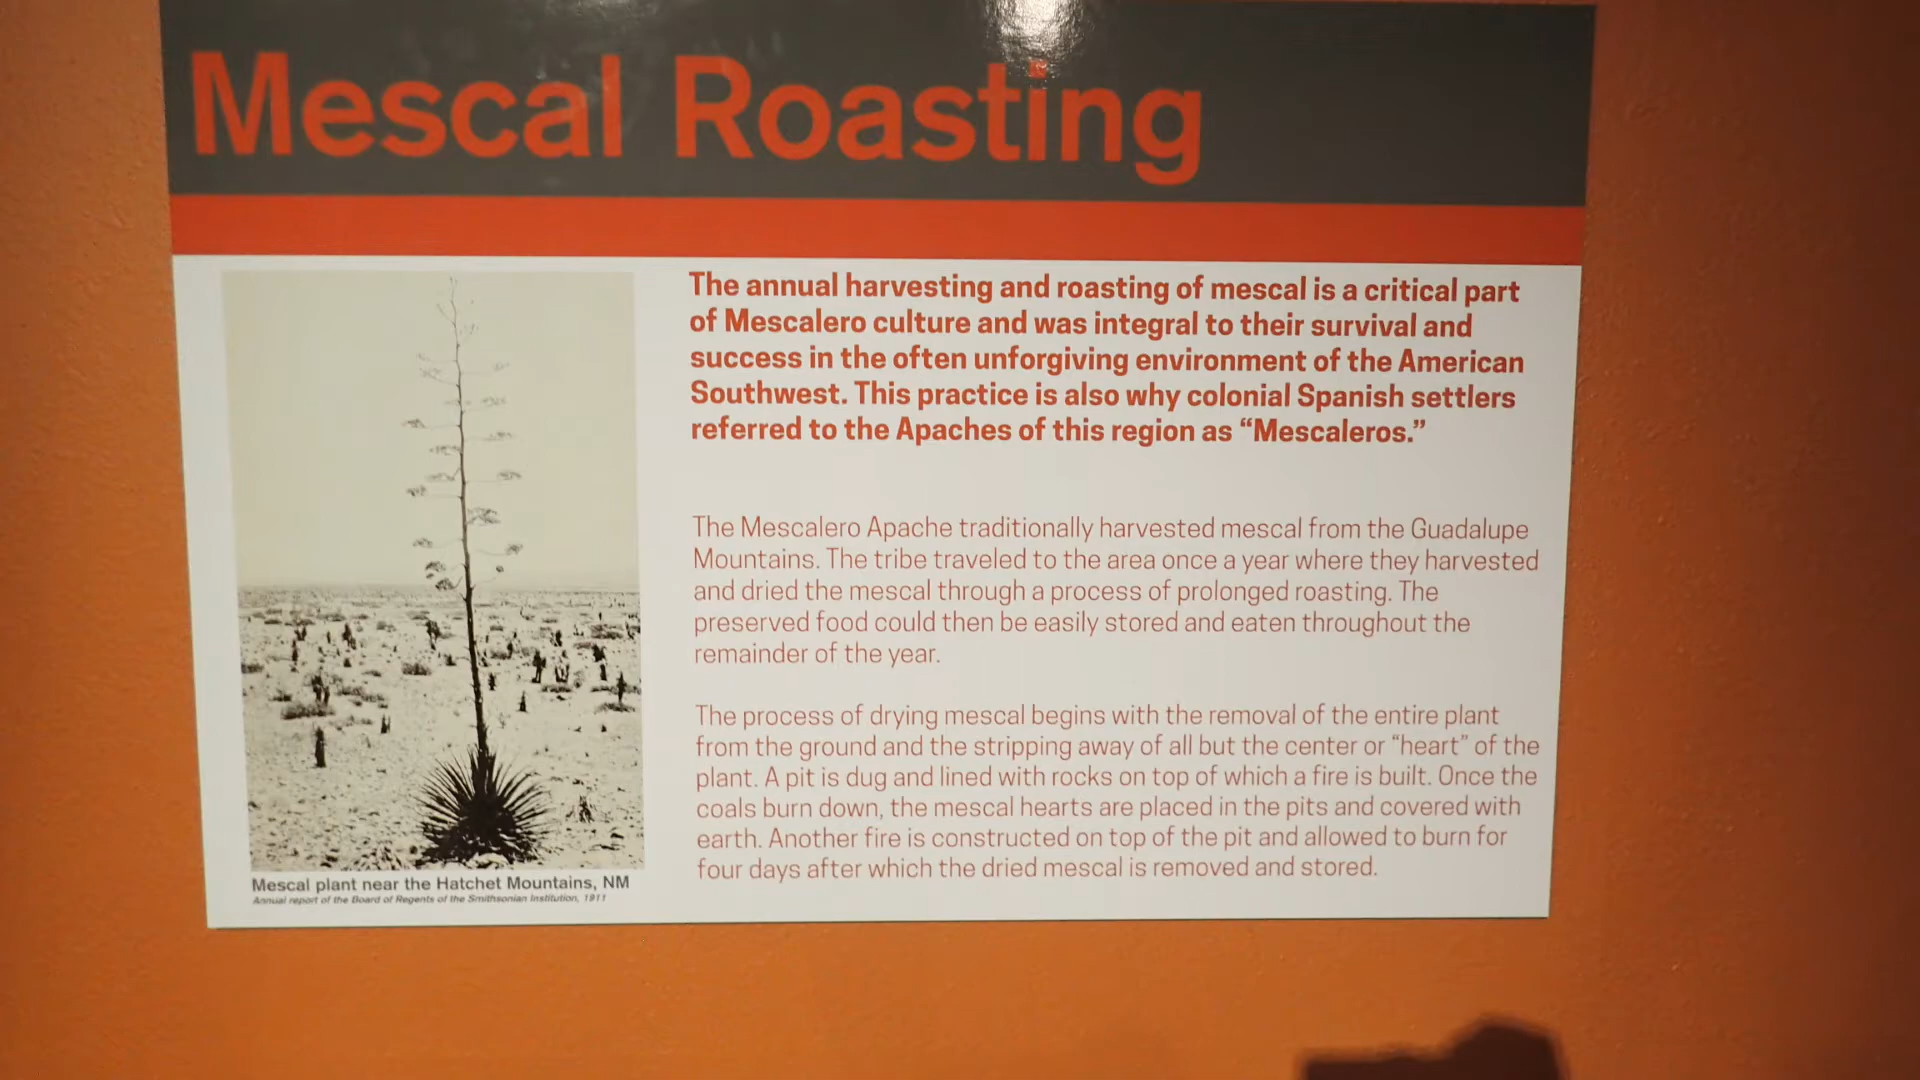 Mescal Roasting
The annual harvesting and roasting of mescal is a critical part
of Mescalero culture and was integral to their survival and
success in the often unforgiving environment of the American
Southwest. This practice is also why colonial Spanish settlers
referred to the Apaches of this region as “Mescaleros.”
The Mescalero Apache traditionally harvested mescal from the Guadalupe
Mountains. The tribe traveled to the area once a year where they harvested
and dried the mescal through a process of prolonged roasting. The
preserved food could then be easily stored and eaten throughout the
remainder of the year.
The process of drying mescal begins with the removal of the entire plant
from the ground and the stripping away of all but the center or “heart” of the
plant. A pit is dug and lined with rocks on top of which a fire is built. Once the
coals burn down, the mescal hearts are placed in the pits and covered with
earth. Another fire is constructed on top of the pit and allowed to burn for
four days after which the dried mescal is removed and stored.
Mescal plant near the Hatchet Mountains, NM
Annual report of the Board of Regents of the Smithsonian Institution, 1911